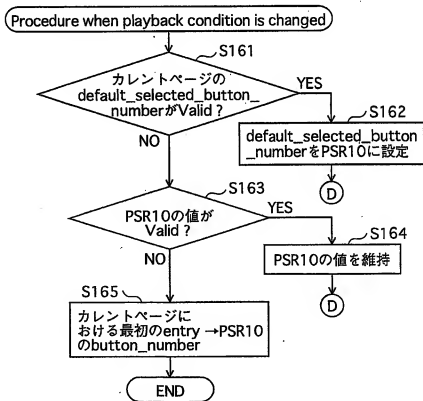 Procedure when playback condition is changed
S161
カレントページの
default_selected_button_
numberがValid ?
YES
S162
default_selected_button
_numberをPSR10に設定
D
NO
S163
PSR10の値が
Valid ?
YES
S164
PSR10の値を維持
D
NO
S165
カレントページに
おける最初のentry →PSR10
のbutton_number
END